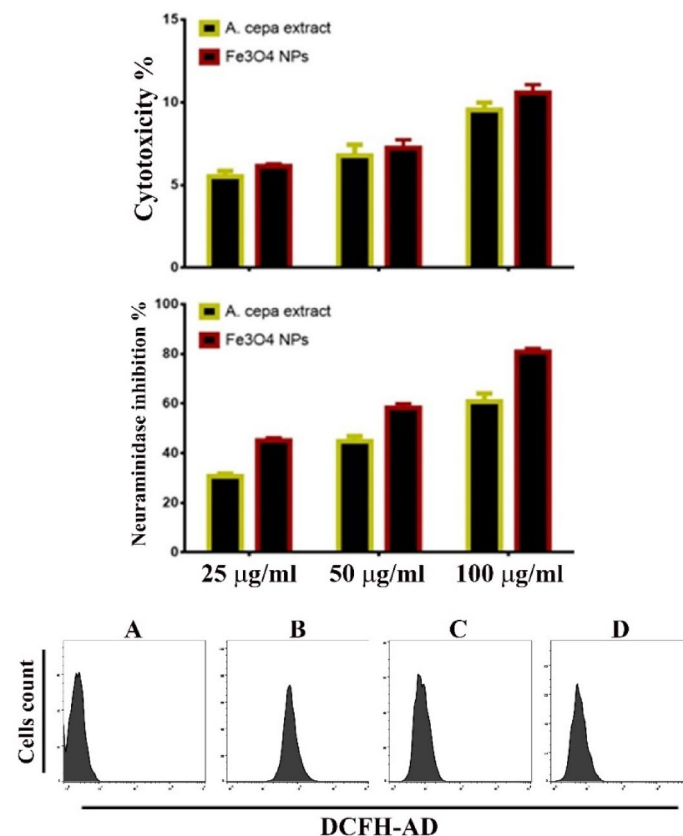 15
A. cepa extract
Fe3O4 NPs
10
5
0
Cytotoxicity %
100
A. cepa extract
Fe3O4 NPs
80
60
40
20
0
Neuraminidase inhibition %
25 μg/ml 50 μg/ml 100 μg/ml
A B C D
Cells count
DCFH-AD